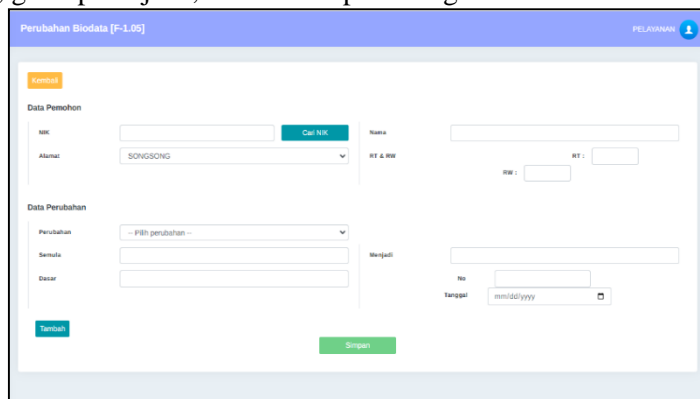 Perubahan Biodata [F-1.05] PELAYANAN
Kembali
Data Pemohon
NIK Cari NIK Nama
Alamat SONGSONG RT & RW RT :
RW :
Data Perubahan
Perubahan -- Pilih perubahan --
Semula Menjadi
Dasar No
Tanggal mm/dd/yyyy
Tambah
Simpan